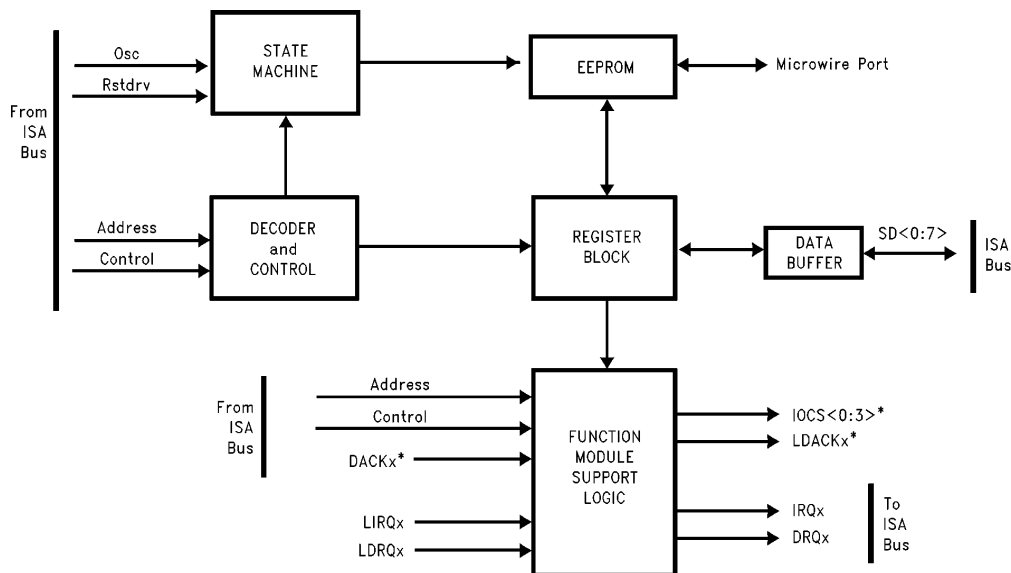 From
ISA
Bus
Osc
Rstdrv
STATE
MACHINE
EEPROM
Microwire Port
Address
Control
DECODER
and
CONTROL
REGISTER
BLOCK
DATA
BUFFER
SD<0:7>
ISA
Bus
From
ISA
Bus
Address
Control
DACKx*
LIRQx
LDRQx
FUNCTION
MODULE
SUPPORT
LOGIC
IOCS<0:3>*
LDACKx*
IRQx
DRQx
To
ISA
Bus